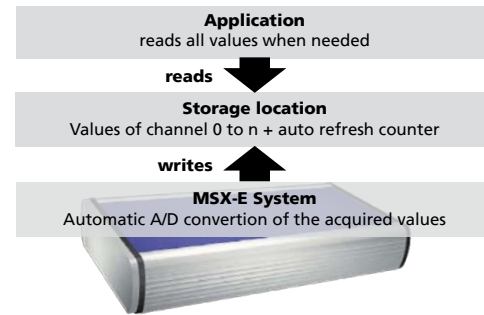 Application
reads all values when needed
reads
Storage location
Values of channel 0 to n + auto refresh counter
writes
MSX-E System
Automatic A/D convertion of the acquired values